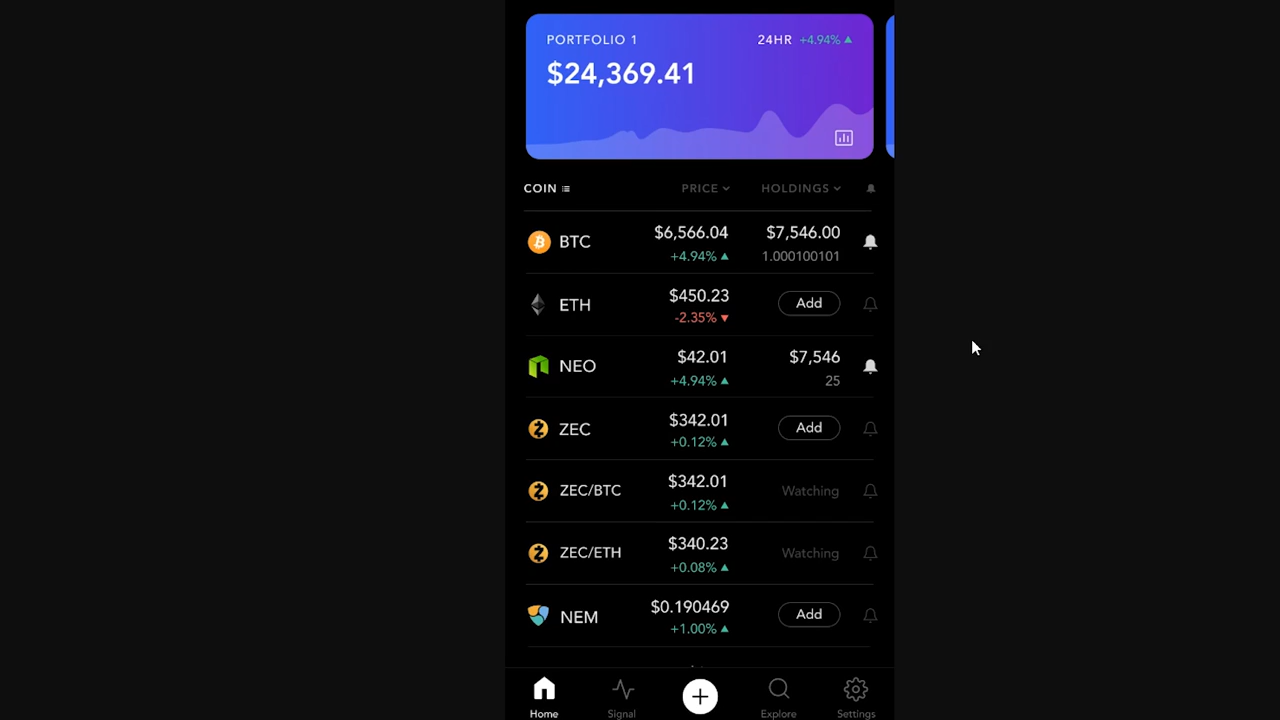 PORTFOLIO 1 24HR +4.94%
$24,369.41
COIN PRICE HOLDINGS
BTC $6,566.04 $7,546.00
+4.94% 1.000100101
ETH $450.23 Add
-2.35%
NEO $42.01 $7,546
+4.94% 25
ZEC $342.01 Add
+0.12%
ZEC/BTC $342.01 Watching
+0.12%
ZEC/ETH $340.23 Watching
+0.08%
NEM $0.190469 Add
+1.00%
Home Signal Explore Settings